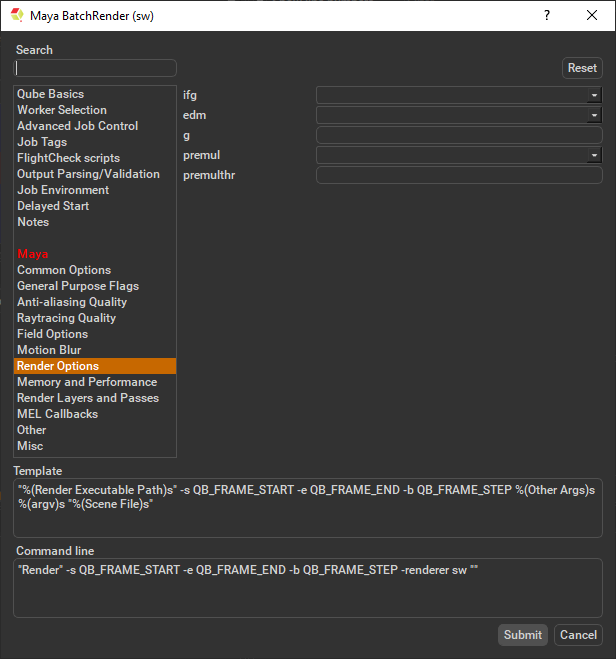 Maya BatchRender (sw)
?
Search
Reset
Qube Basics
Worker Selection
Advanced Job Control
Job Tags
FlightCheck scripts
Output Parsing/Validation
Job Environment
Delayed Start
Notes
Maya
Common Options
General Purpose Flags
Anti-aliasing Quality
Raytracing Quality
Field Options
Motion Blur
Render Options
Memory and Performance
Render Layers and Passes
MEL Callbacks
Other
Misc
ifg
edm
g
premul
premulthr
Template
"%(Render Executable Path)s" -s QB_FRAME_START -e QB_FRAME_END -b QB_FRAME_STEP %(Other Args)s
%(argv)s "%(Scene File)s"
Command line
"Render" -s QB_FRAME_START -e QB_FRAME_END -b QB_FRAME_STEP -renderer sw ""
Submit
Cancel